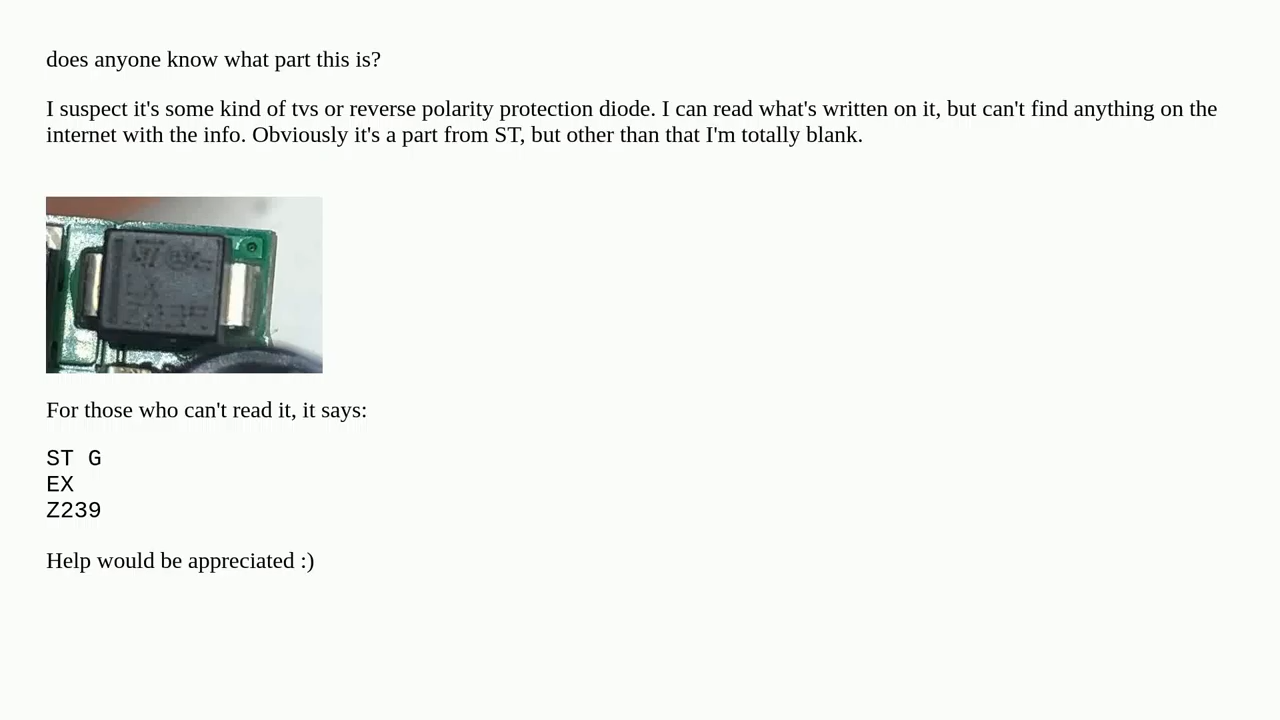 does anyone know what part this is?
I suspect it's some kind of tvs or reverse polarity protection diode. I can read what's written on it, but can't find anything on the
internet with the info. Obviously it's a part from ST, but other than that I'm totally blank.
For those who can't read it, it says:
ST G
EX
Z239
Help would be appreciated :)